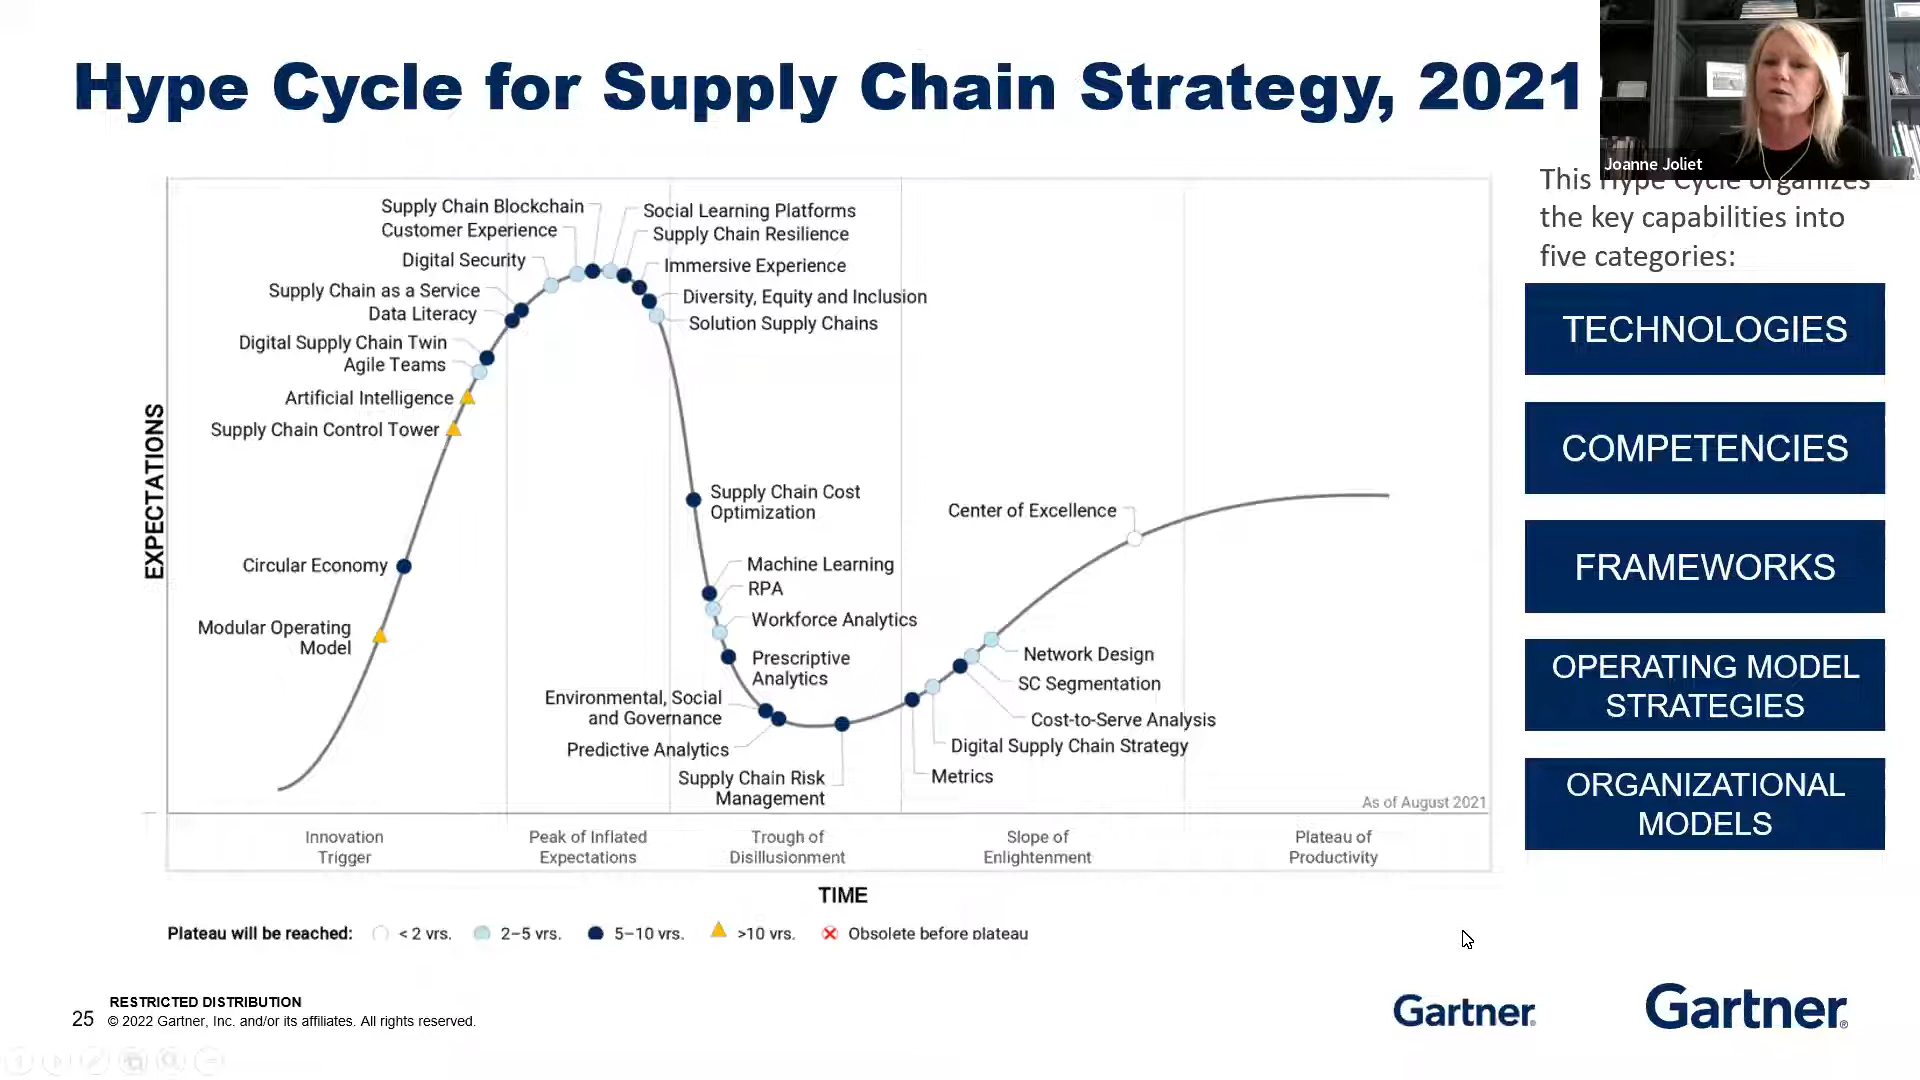 Hype Cycle for Supply Chain Strategy, 2021
Joanne Joliet
This Hype Cycle organizes
the key capabilities into
five categories:
TECHNOLOGIES
COMPETENCIES
FRAMEWORKS
OPERATING MODEL
STRATEGIES
ORGANIZATIONAL
MODELS
EXPECTATIONS
Supply Chain Blockchain
Customer Experience
Digital Security
Supply Chain as a Service
Data Literacy
Digital Supply Chain Twin
Agile Teams
Artificial Intelligence
Supply Chain Control Tower
Circular Economy
Modular Operating
Model
Social Learning Platforms
Supply Chain Resilience
Immersive Experience
Diversity, Equity and Inclusion
Solution Supply Chains
Supply Chain Cost
Optimization
Machine Learning
RPA
Workforce Analytics
Prescriptive
Analytics
Environmental, Social
and Governance
Predictive Analytics
Supply Chain Risk
Management
Center of Excellence
Network Design
SC Segmentation
Cost-to-Serve Analysis
Digital Supply Chain Strategy
Metrics
As of August 2021
Innovation
Trigger
Peak of Inflated
Expectations
Trough of
Disillusionment
Slope of
Enlightenment
Plateau of
Productivity
TIME
Plateau will be reached: < 2 yrs. 2–5 yrs. 5–10 yrs. >10 yrs. Obsolete before plateau
RESTRICTED DISTRIBUTION
25 © 2022 Gartner, Inc. and/or its affiliates. All rights reserved.
Gartner®
Gartner®